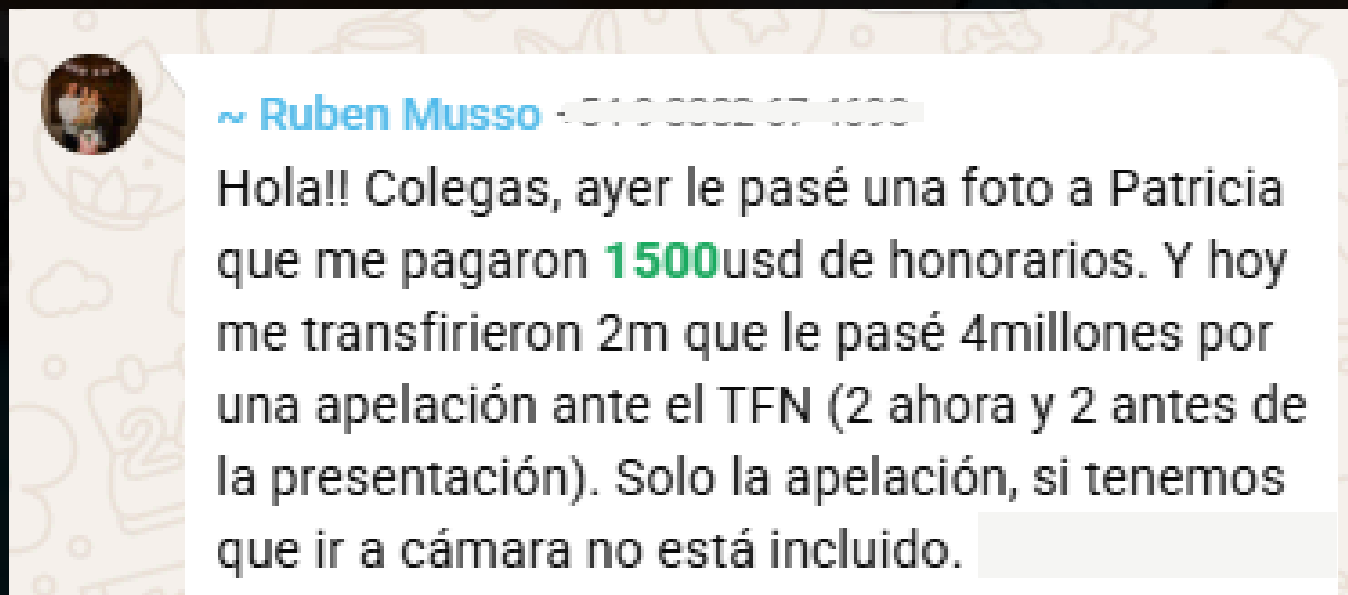 ~ Ruben Musso
Hola!! Colegas, ayer le pasé una foto a Patricia
que me pagaron 1500usd de honorarios. Y hoy
me transfirieron 2m que le pasé 4millones por
una apelación ante el TFN (2 ahora y 2 antes de
la presentación). Solo la apelación, si tenemos
que ir a cámara no está incluido.